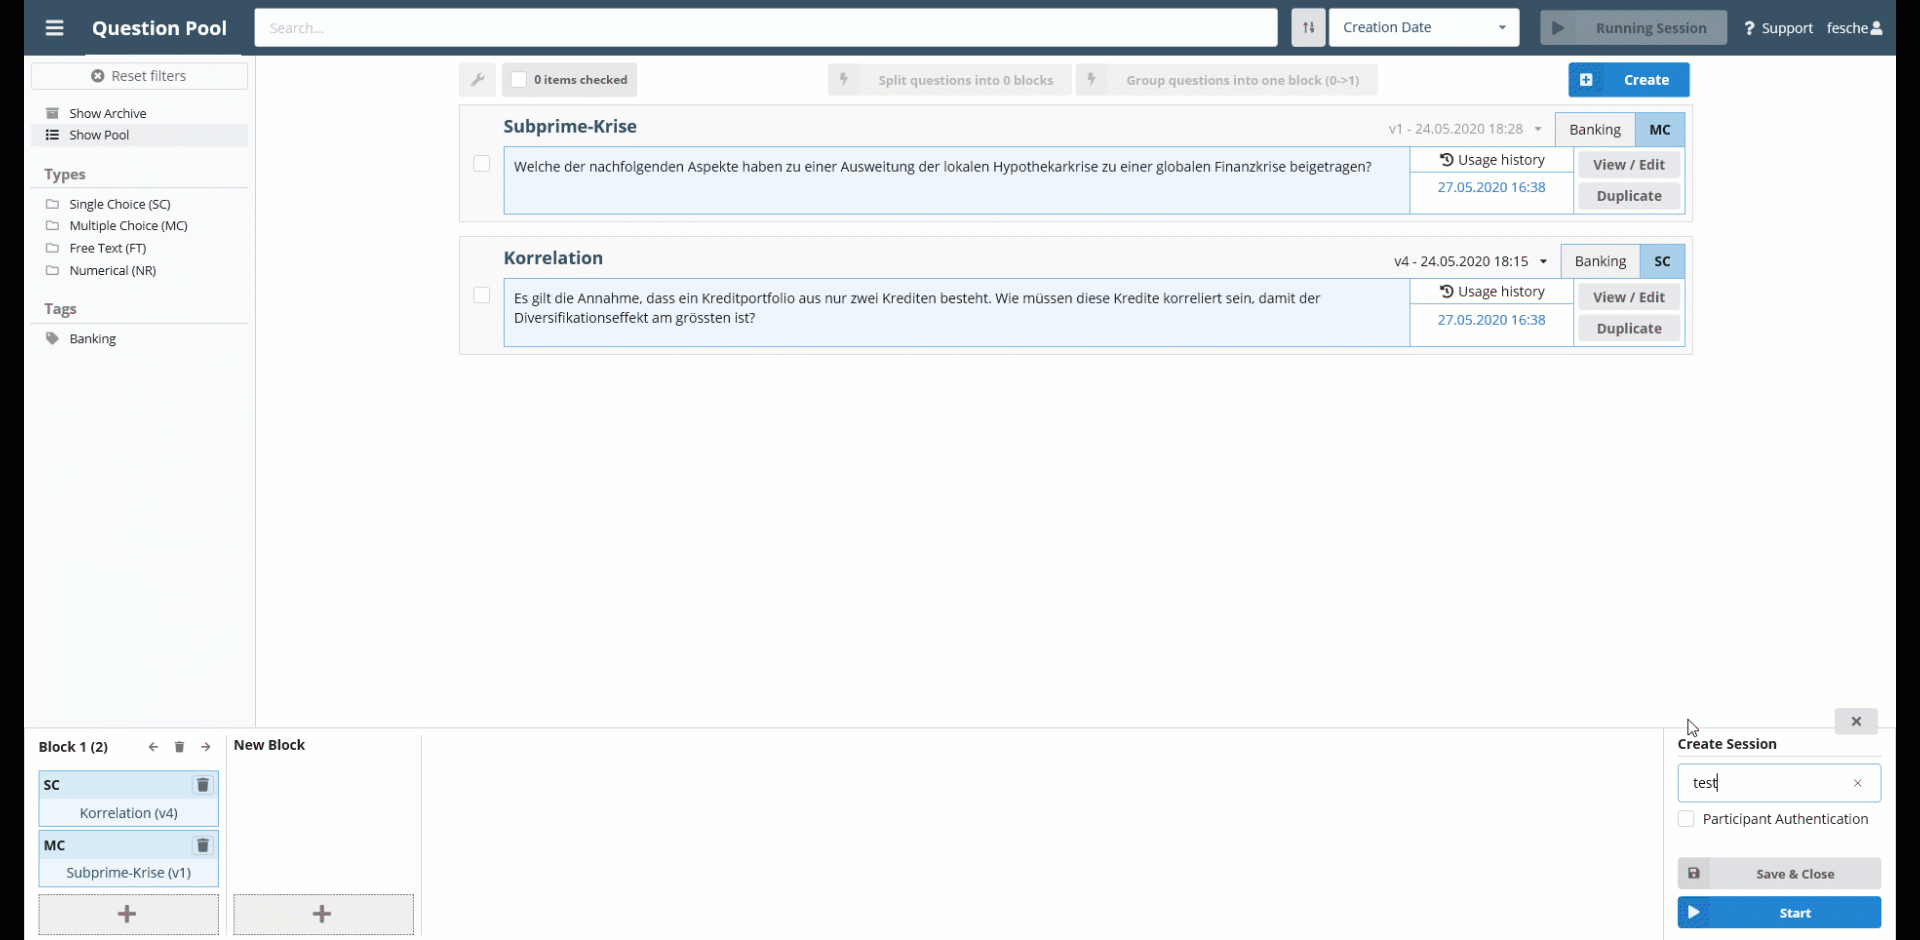 Question Pool
Search...
Creation Date
Running Session
? Support
fesche
Reset filters
Show Archive
Show Pool
Types
Single Choice (SC)
Multiple Choice (MC)
Free Text (FT)
Numerical (NR)
Tags
Banking
0 items checked
Split questions into 0 blocks
Group questions into one block (0->1)
Create
Subprime-Krise
v1 - 24.05.2020 18:28
Banking
MC
Welche der nachfolgenden Aspekte haben zu einer Ausweitung der lokalen Hypothekarkrise zu einer globalen Finanzkrise beigetragen?
Usage history
27.05.2020 16:38
View / Edit
Duplicate
Korrelation
v4 - 24.05.2020 18:15
Banking
SC
Es gilt die Annahme, dass ein Kreditportfolio aus nur zwei Krediten besteht. Wie müssen diese Kredite korreliert sein, damit der
Diversifikationseffekt am grössten ist?
Usage history
27.05.2020 16:38
View / Edit
Duplicate
Block 1 (2)
SC
Korrelation (v4)
MC
Subprime-Krise (v1)
New Block
Create Session
test
Participant Authentication
Save & Close
Start